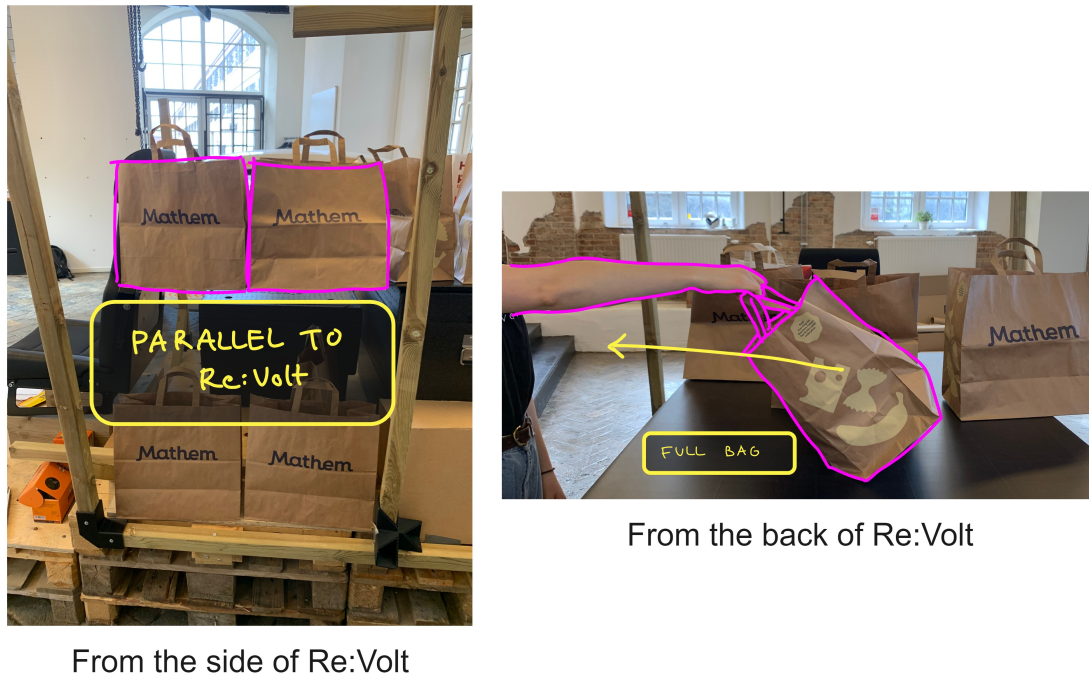 Mathem
Mathem
PARALLEL TO
Re:Volt
Mathem
Mathem
From the side of Re:Volt
Mathem
FULL BAG
From the back of Re:Volt